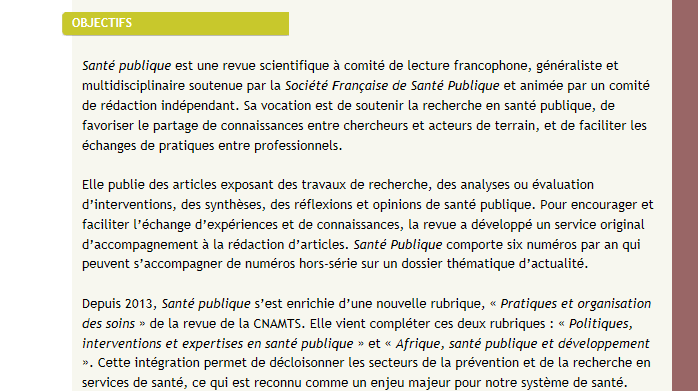 OBJECTIFS
Santé publique est une revue scientifique à comité de lecture francophone, généraliste et
multidisciplinaire soutenue par la Société Française de Santé Publique et animée par un comité
de rédaction indépendant. Sa vocation est de soutenir la recherche en santé publique, de
favoriser le partage de connaissances entre chercheurs et acteurs de terrain, et de faciliter les
échanges de pratiques entre professionnels.
Elle publie des articles exposant des travaux de recherche, des analyses ou évaluation
d’interventions, des synthèses, des réflexions et opinions de santé publique. Pour encourager et
faciliter l’échange d’expériences et de connaissances, la revue a développé un service original
d’accompagnement à la rédaction d’articles. Santé Publique comporte six numéros par an qui
peuvent s’accompagner de numéros hors-série sur un dossier thématique d’actualité.
Depuis 2013, Santé publique s’est enrichie d’une nouvelle rubrique, « Pratiques et organisation
des soins » de la revue de la CNAMTS. Elle vient compléter ces deux rubriques : « Politiques,
interventions et expertises en santé publique » et « Afrique, santé publique et développement
». Cette intégration permet de décloisonner les secteurs de la prévention et de la recherche en
services de santé, ce qui est reconnu comme un enjeu majeur pour notre système de santé.